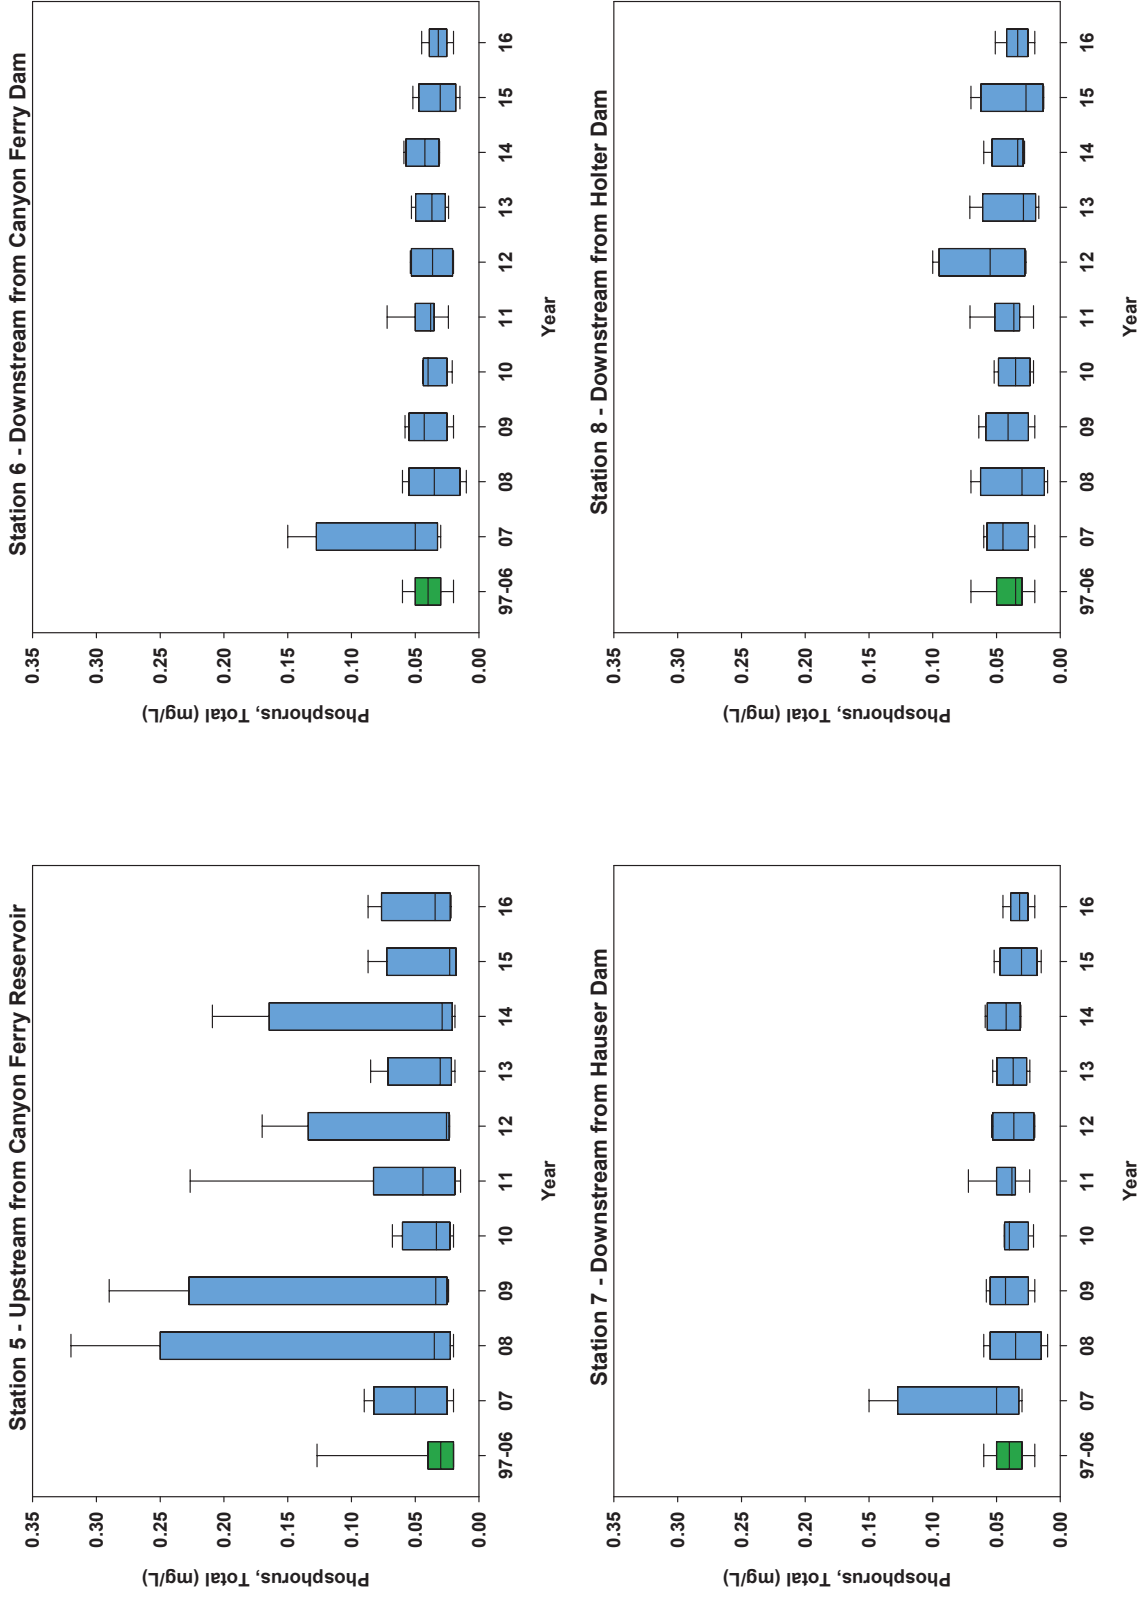 Station 5 - Upstream from Canyon Ferry Reservoir
Phosphorus, Total (mg/L)
0.35
0.30
0.25
0.20
0.15
0.10
0.05
0.00
97-06 07 08 09 10 11 12 13 14 15 16
Year
Station 6 - Downstream from Canyon Ferry Dam
Phosphorus, Total (mg/L)
0.35
0.30
0.25
0.20
0.15
0.10
0.05
0.00
97-06 07 08 09 10 11 12 13 14 15 16
Year
Station 7 - Downstream from Hauser Dam
Phosphorus, Total (mg/L)
0.35
0.30
0.25
0.20
0.15
0.10
0.05
0.00
97-06 07 08 09 10 11 12 13 14 15 16
Year
Station 8 - Downstream from Holter Dam
Phosphorus, Total (mg/L)
0.35
0.30
0.25
0.20
0.15
0.10
0.05
0.00
97-06 07 08 09 10 11 12 13 14 15 16
Year